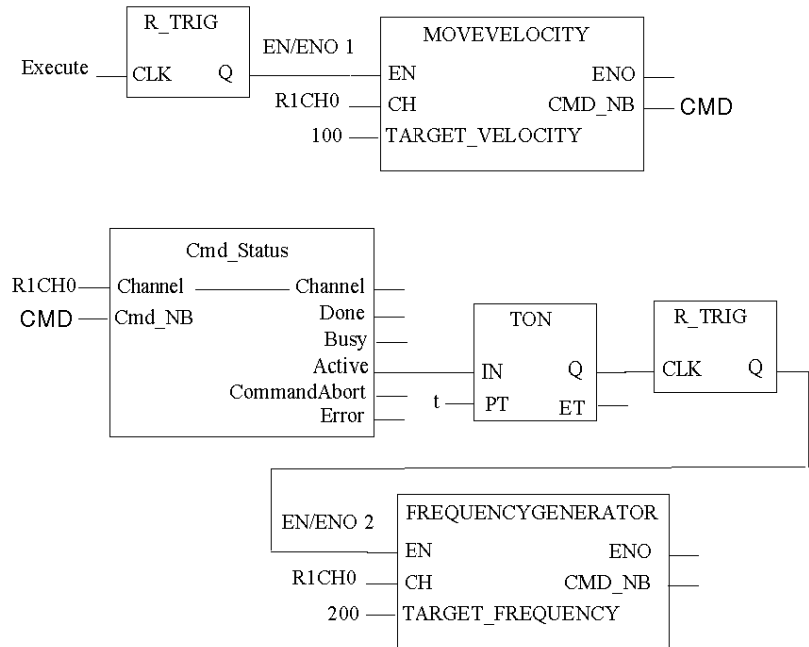 R_TRIG
Execute CLK Q
EN/ENO 1
MOVEVELOCITY
EN ENO
R1CH0 CH CMD_NB CMD
100 TARGET_VELOCITY
Cmd_Status
R1CH0 Channel Channel
CMD Cmd_NB Done
Busy
Active
CommandAbort
Error
TON
IN Q
t PT ET
R_TRIG
CLK Q
EN/ENO 2
FREQUENCYGENERATOR
EN ENO
R1CH0 CH CMD_NB
200 TARGET_FREQUENCY